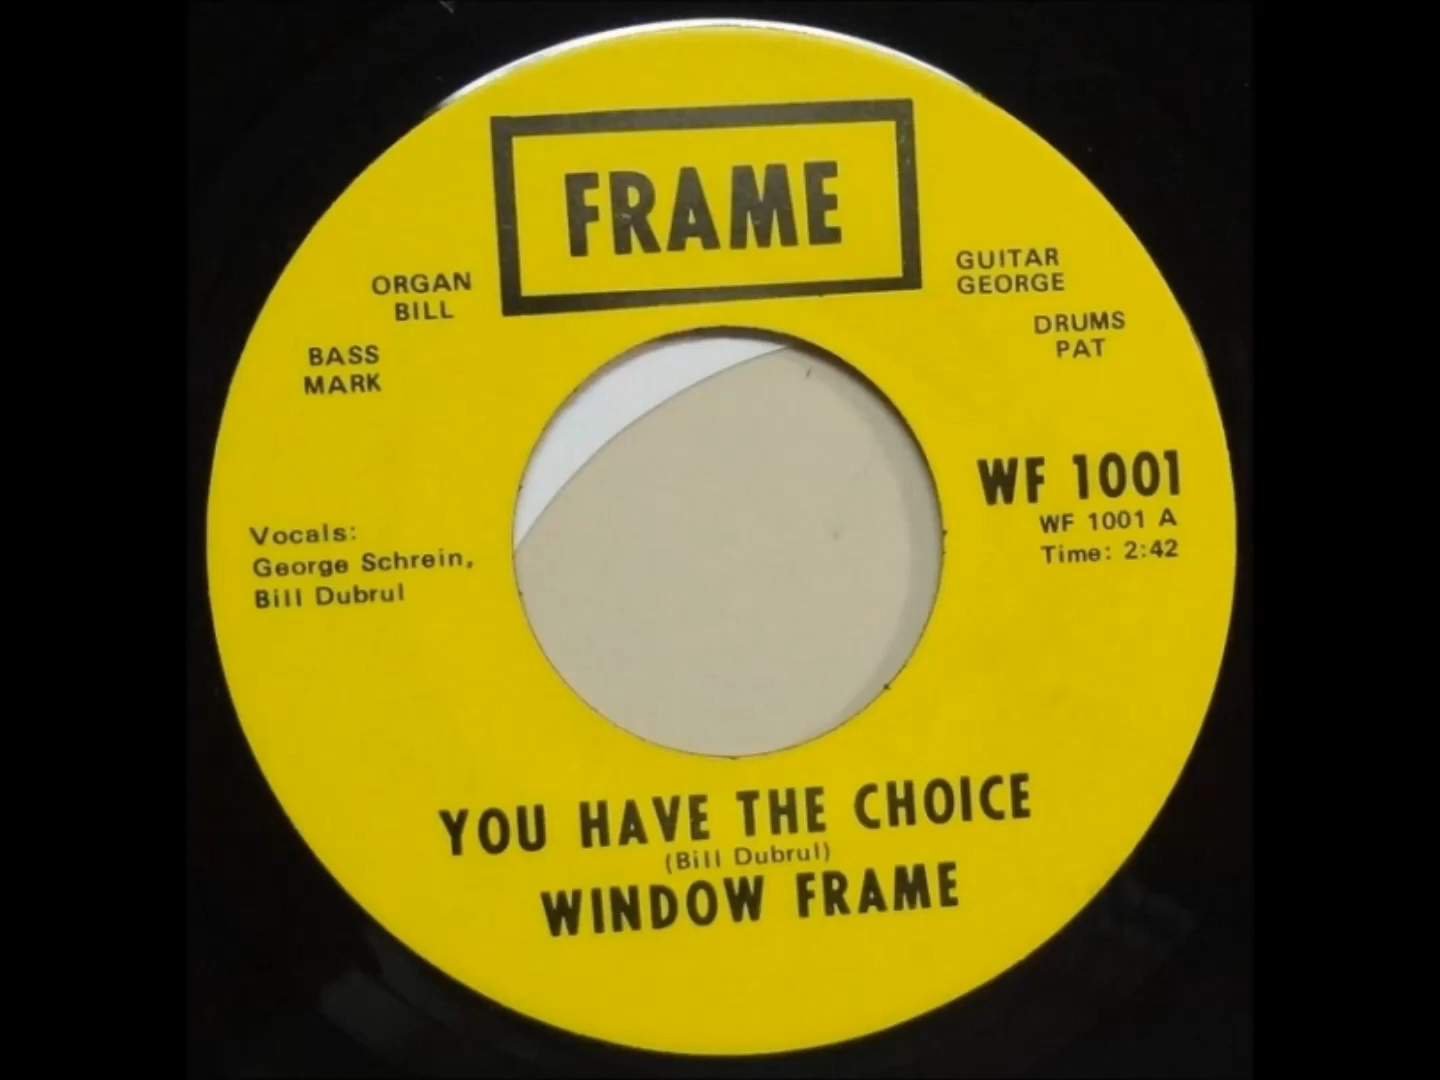 FRAME
ORGAN
BILL
BASS
MARK
GUITAR
GEORGE
DRUMS
PAT
WF 1001
WF 1001 A
Time: 2:42
Vocals:
George Schrein,
Bill Dubrul
YOU HAVE THE CHOICE
(Bill Dubrul)
WINDOW FRAME